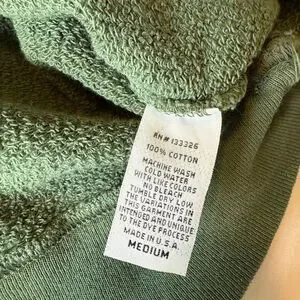 RN# 133326
100% COTTON
MACHINE WASH
COLD WATER
WITH LIKE COLORS
NO BLEACH
TUMBLE DRY LOW
THE VARIATIONS IN
THIS GARMENT ARE
INTENDED AND UNIQUE
TO THE DYE PROCESS
MADE IN U.S.A.
MEDIUM